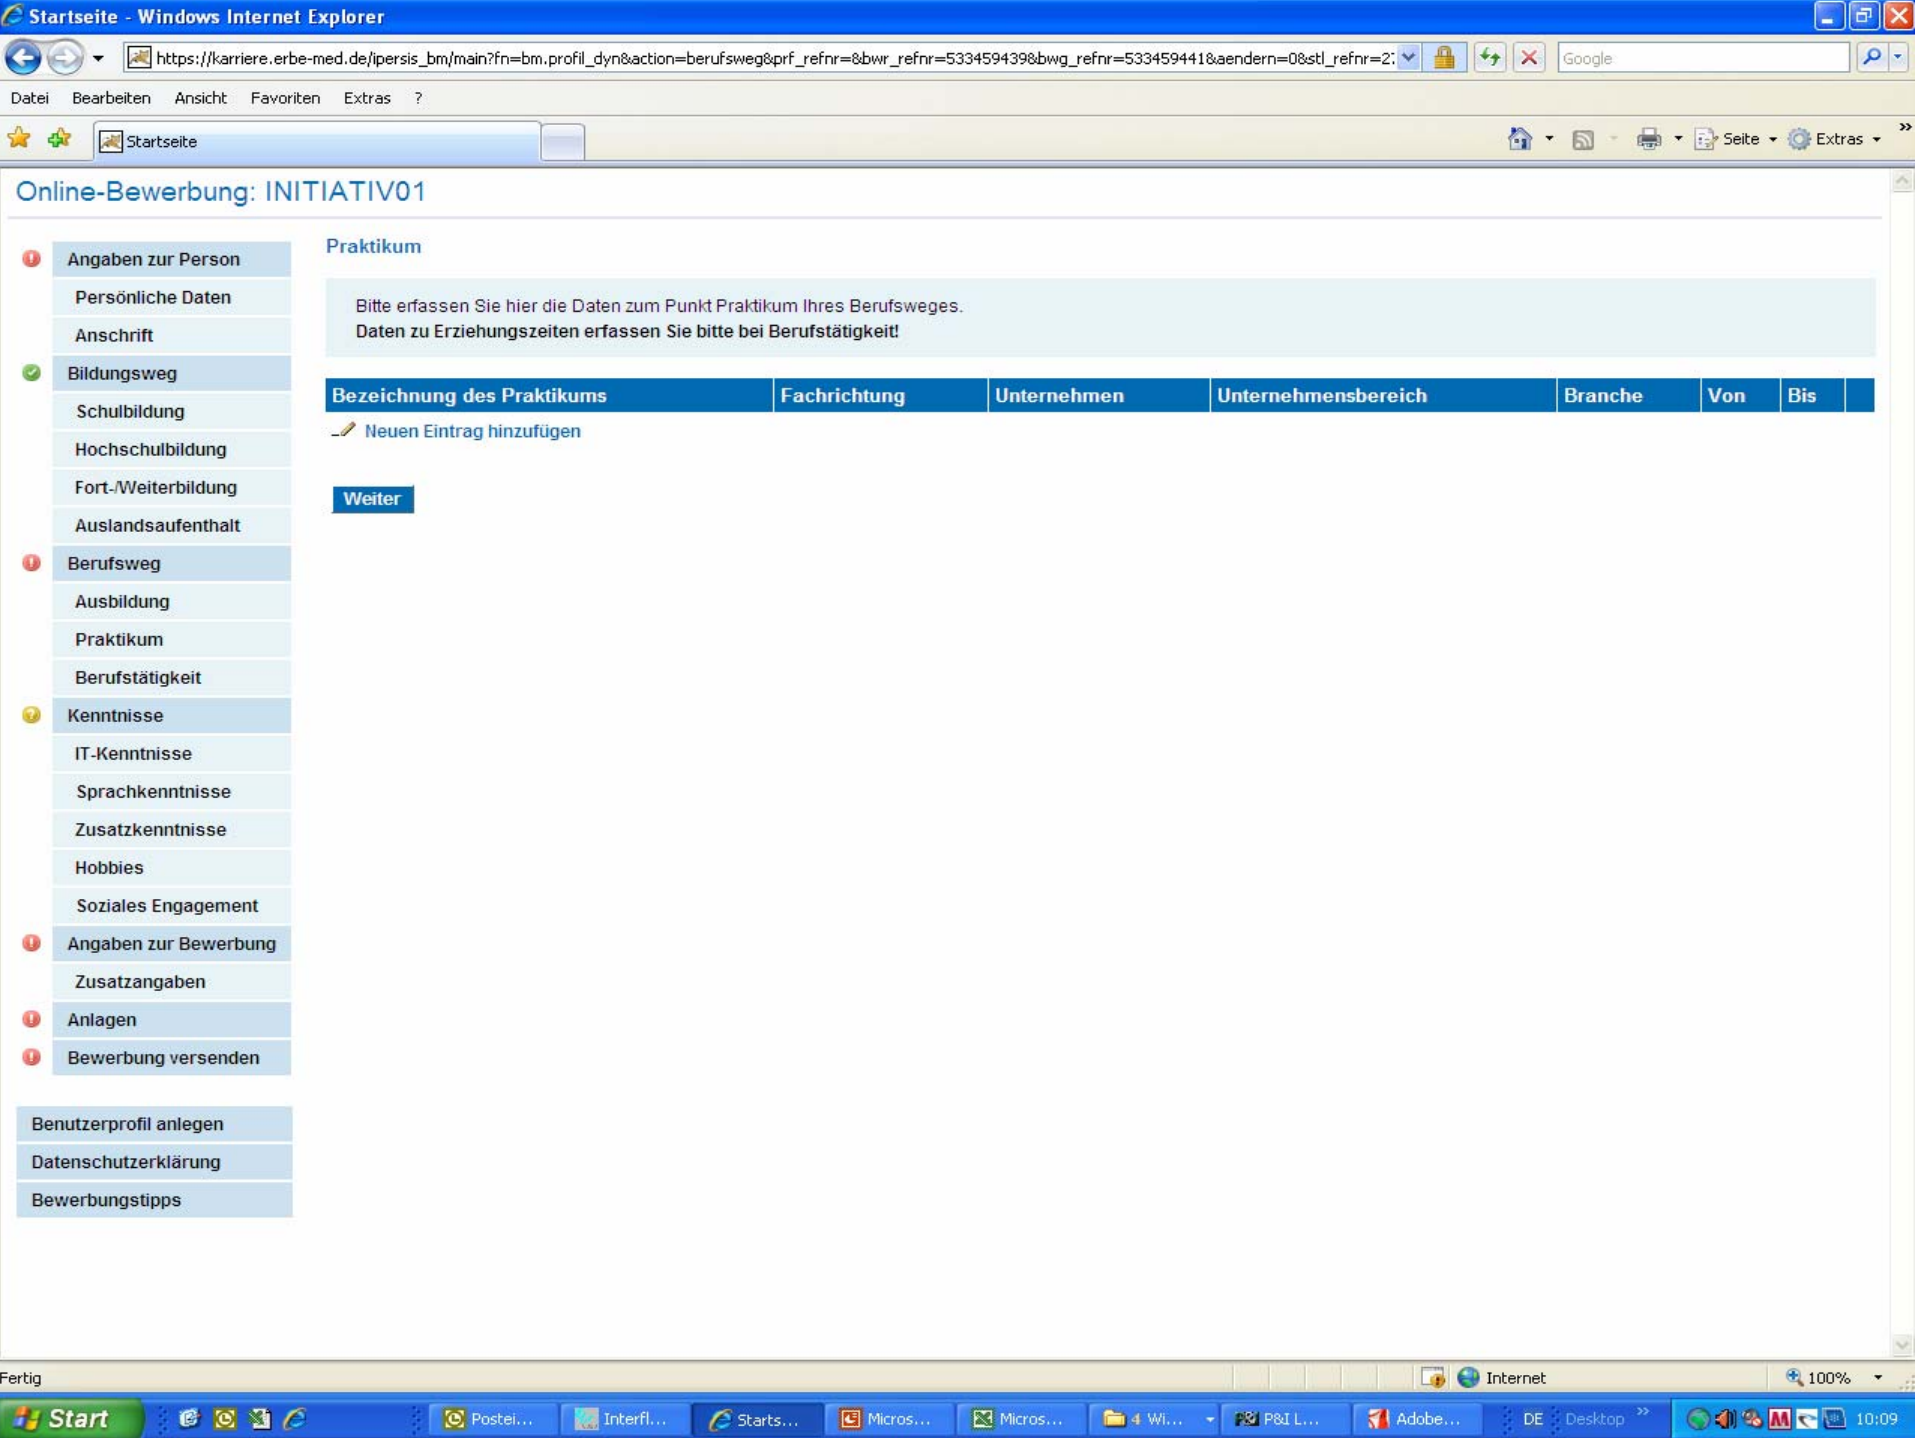 Startseite - Windows Internet Explorer
https://karriere.erbe-med.de/ipersis_bm/main?fn=bm.profil_dyn&action=berufsweg&prf_refnr=&bwr_refnr=533459439&bwg_refnr=533459441&aendern=0&stl_refnr=2
Google
Datei Bearbeiten Ansicht Favoriten Extras ?
Startseite
Seite Extras »
Online-Bewerbung: INITIATIV01
Angaben zur Person
Persönliche Daten
Anschrift
Bildungsweg
Schulbildung
Hochschulbildung
Fort-/Weiterbildung
Auslandsaufenthalt
Berufsweg
Ausbildung
Praktikum
Berufstätigkeit
Kenntnisse
IT-Kenntnisse
Sprachkenntnisse
Zusatzkenntnisse
Hobbies
Soziales Engagement
Angaben zur Bewerbung
Zusatzangaben
Anlagen
Bewerbung versenden
Benutzerprofil anlegen
Datenschutzerklärung
Bewerbungstipps
Praktikum
Bitte erfassen Sie hier die Daten zum Punkt Praktikum Ihres Berufsweges.
Daten zu Erziehungszeiten erfassen Sie bitte bei Berufstätigkeit!
Bezeichnung des Praktikums Fachrichtung Unternehmen Unternehmensbereich Branche Von Bis
Neuen Eintrag hinzufügen
Weiter
Fertig
Internet
100%
Start Postei... Interfl... Starts... Micros... Micros... 4 Wi... P&I L... Adobe... DE Desktop » 10:09